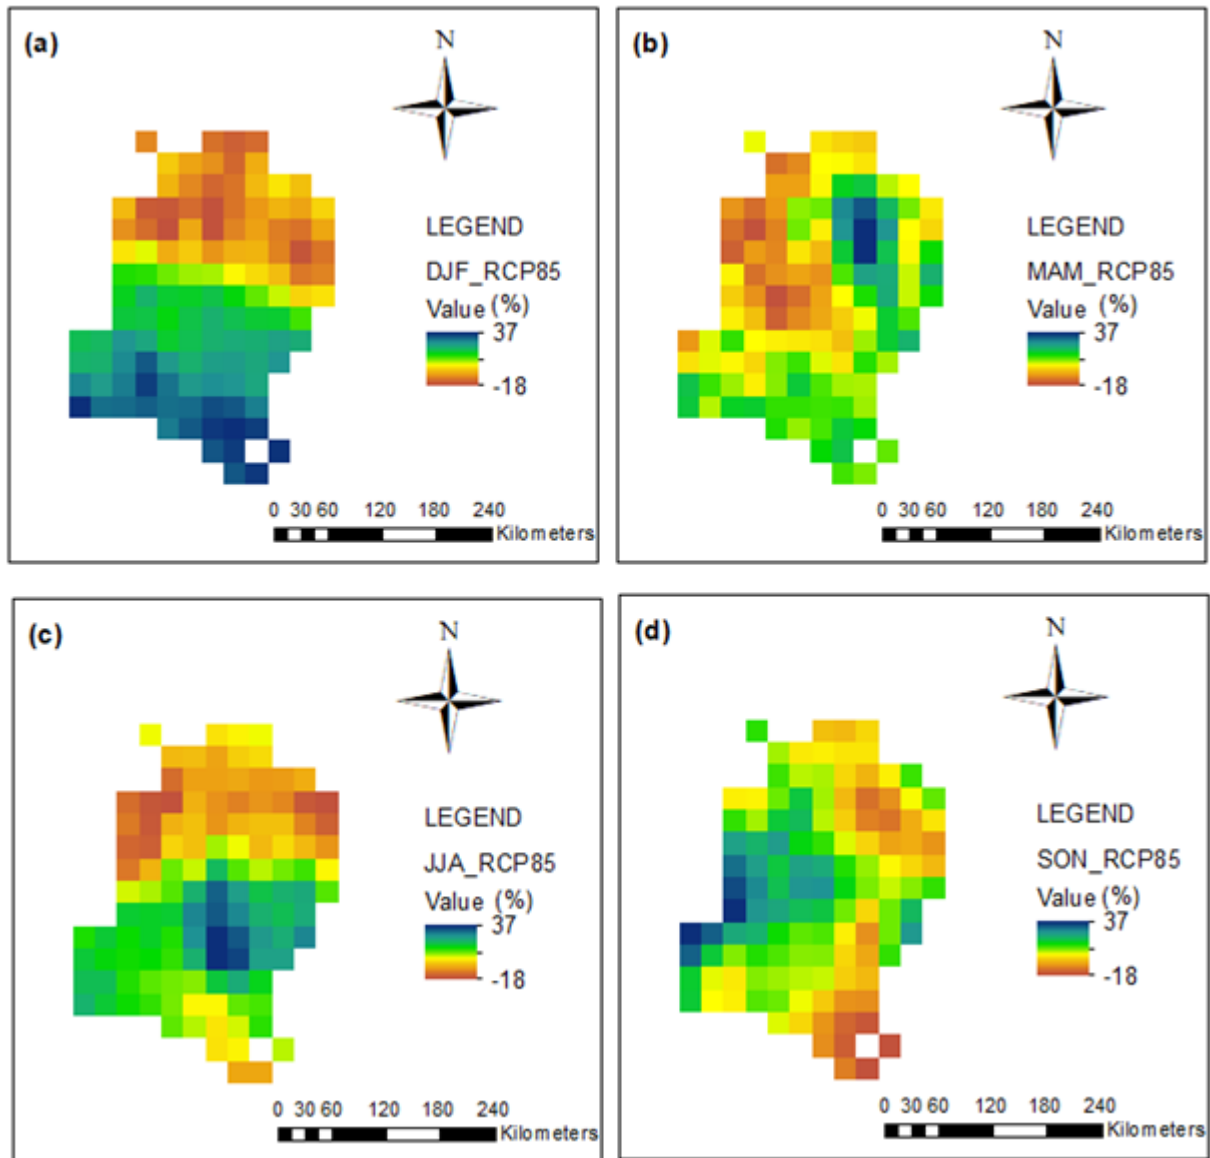 (a)
N
LEGEND
DJF_RCP85
Value (%)
37
-18
0 30 60 120 180 240
Kilometers
(b)
N
LEGEND
MAM_RCP85
Value (%)
37
-18
0 30 60 120 180 240
Kilometers
(c)
N
LEGEND
JJA_RCP85
Value (%)
37
-18
0 30 60 120 180 240
Kilometers
(d)
N
LEGEND
SON_RCP85
Value (%)
37
-18
0 30 60 120 180 240
Kilometers